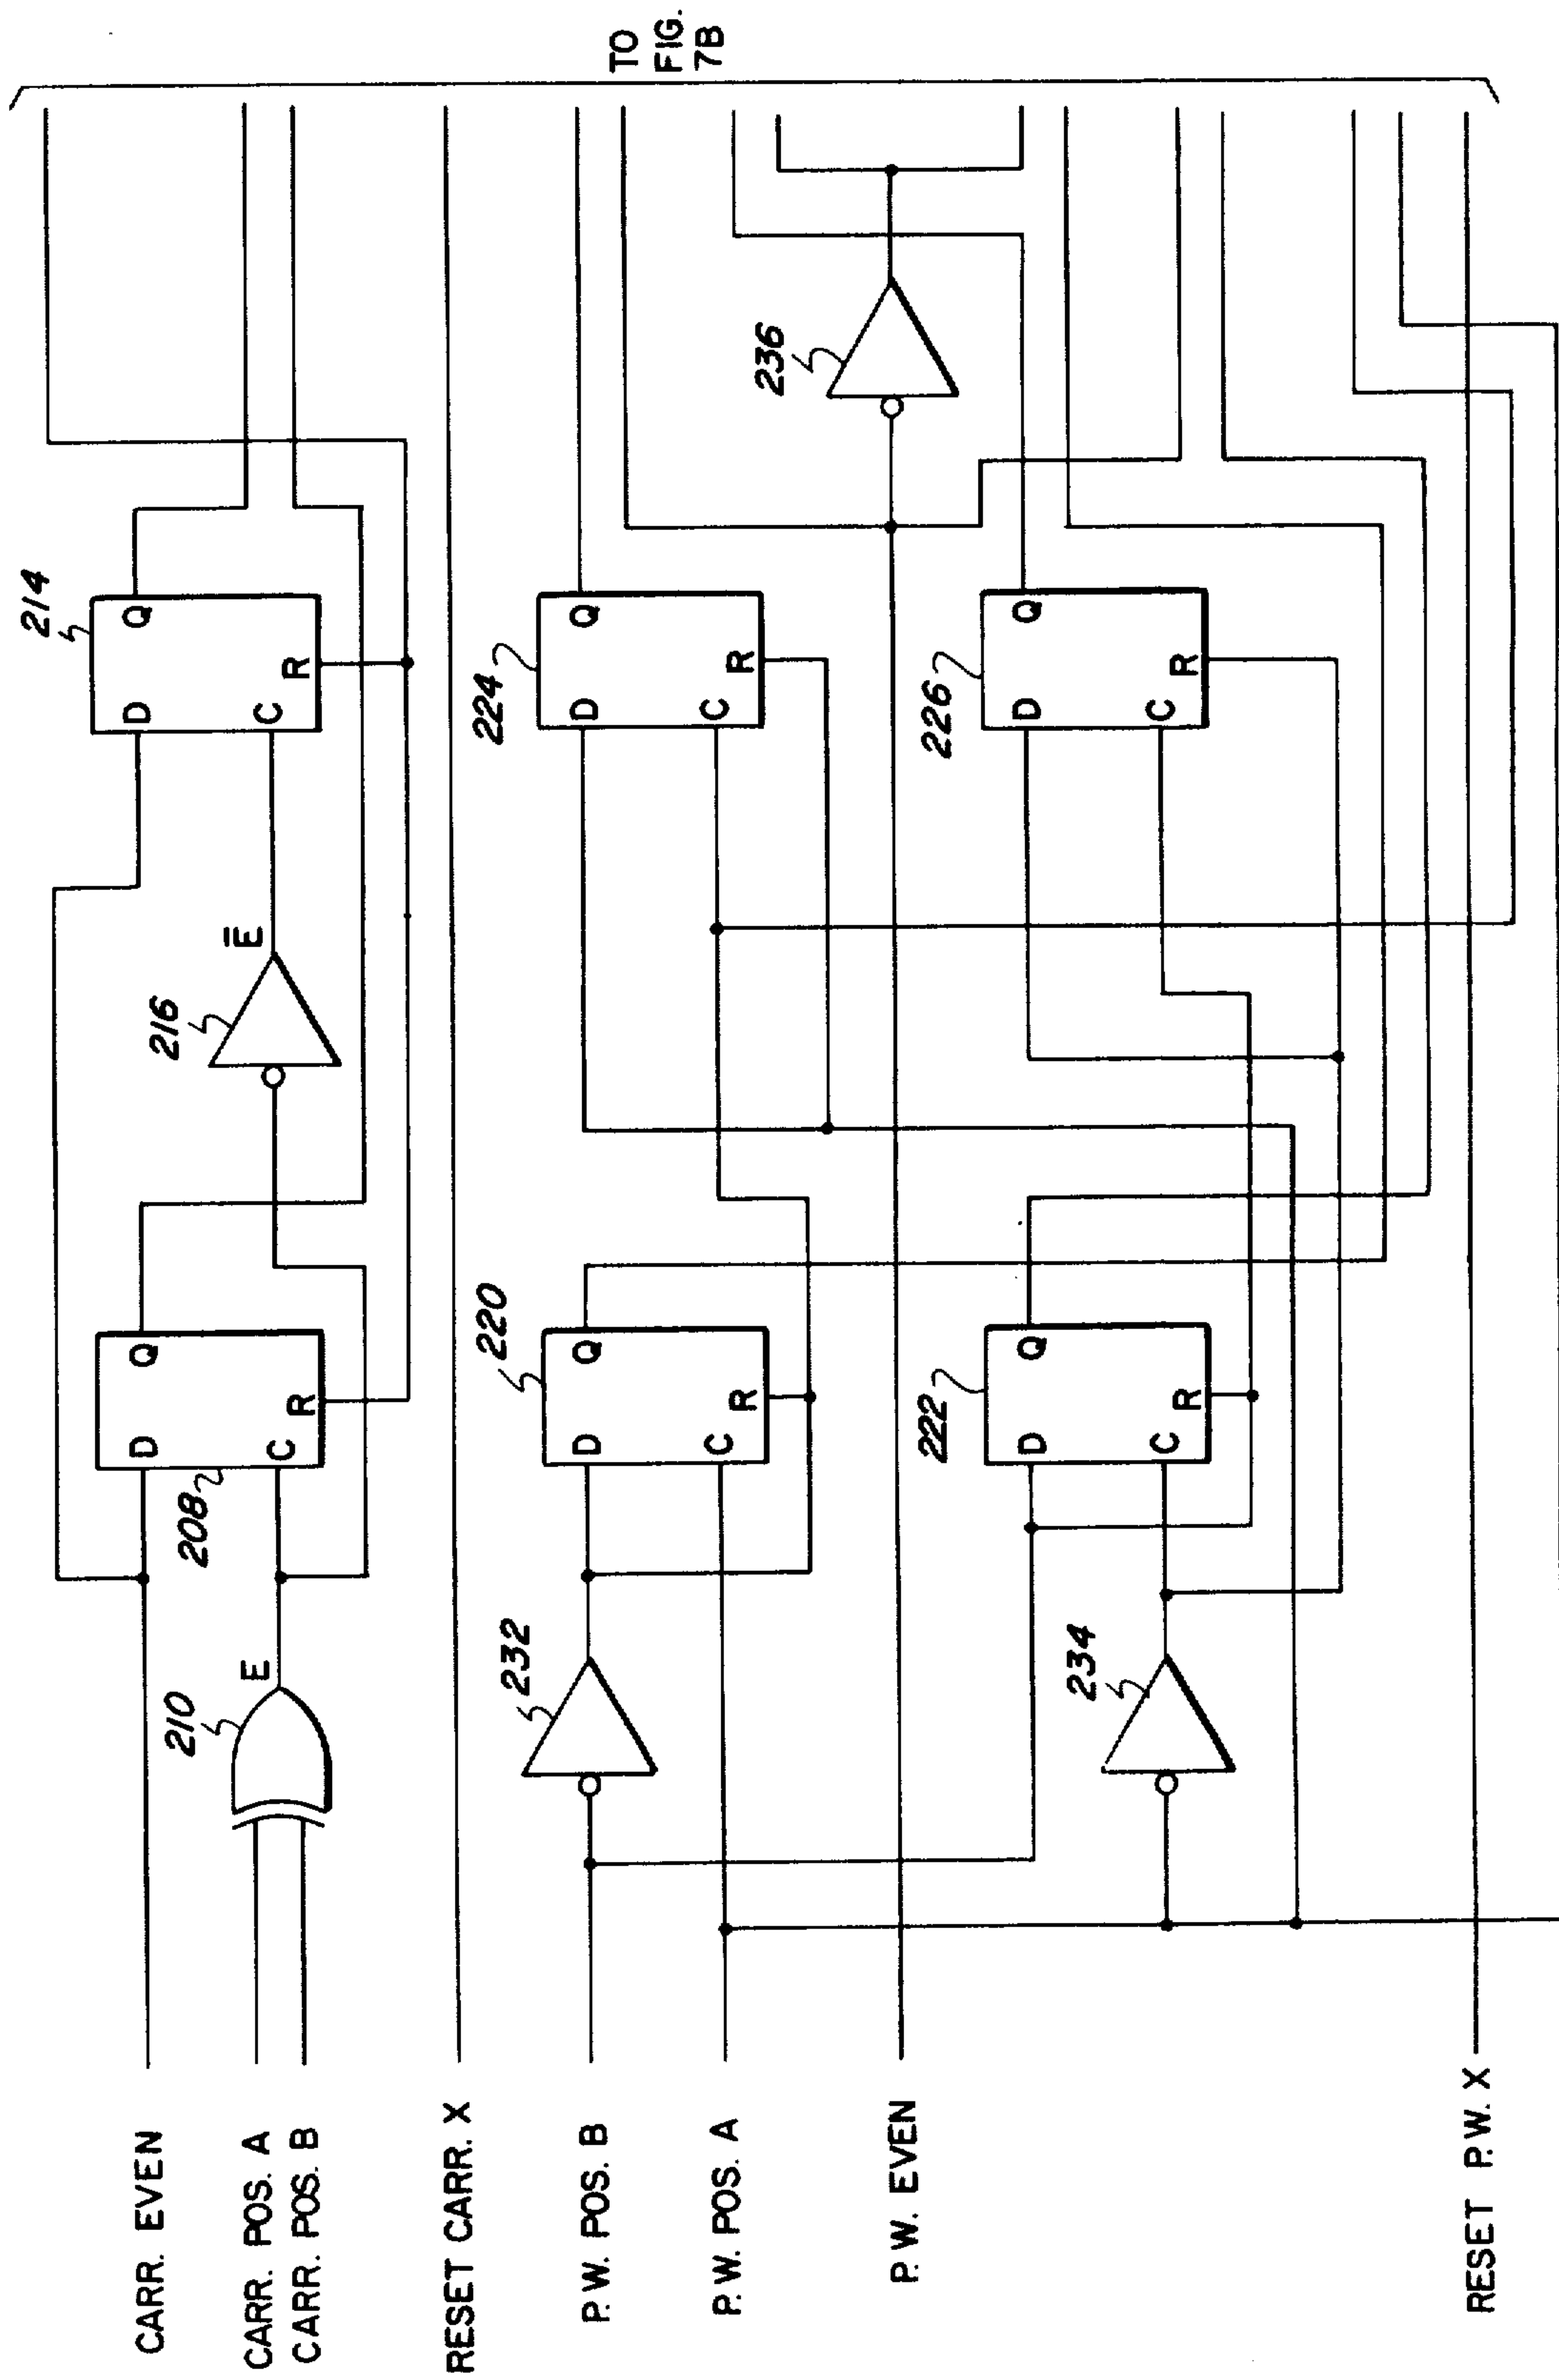 CARR. EVEN
CARR. POS. A
CARR. POS. B
RESET CARR. X
P.W. POS. B
P.W. POS. A
P.W. EVEN
RESET P.W. X
210
E
208
D
C
Q
R
216
E̅
214
D
C
Q
R
232
220
D
C
Q
R
224
D
C
Q
R
236
234
222
D
C
Q
R
226
D
C
Q
R
TO
FIG.
7B